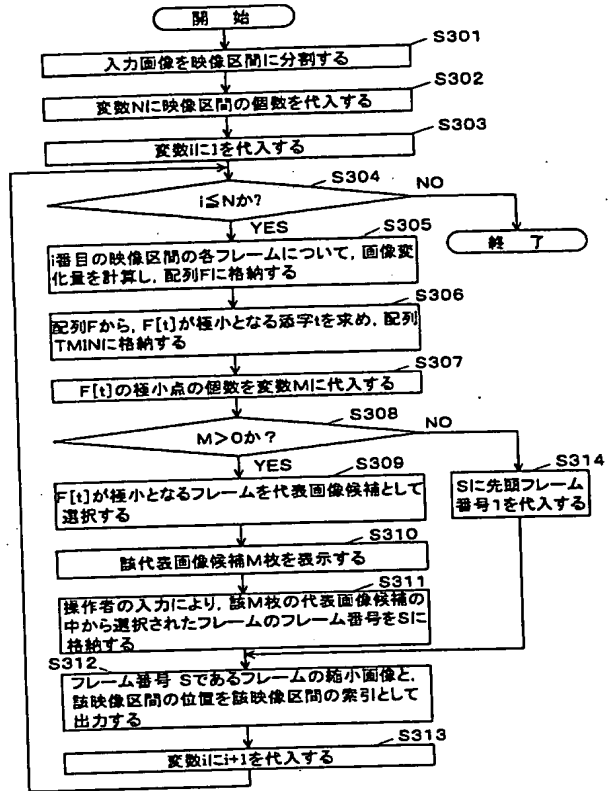 開 始
S301
入力画像を映像区間に分割する
S302
変数Nに映像区間の個数を代入する
S303
変数iに1を代入する
S304
i≦Nか?
NO
YES
終 了
S305
i番目の映像区間の各フレームについて,画像変
化量を計算し,配列Fに格納する
S306
配列Fから,F[t]が極小となる添字tを求め,配列
TMINに格納する
S307
F[t]の極小点の個数を変数Mに代入する
S308
M>0か?
NO
YES
S309
F[t]が極小となるフレームを代表画像候補として
選択する
S314
Sに先頭フレーム
番号1を代入する
S310
該代表画像候補M枚を表示する
S311
操作者の入力により,該M枚の代表画像候補の
中から選択されたフレームのフレーム番号をSに
格納する
S312
フレーム番号 Sであるフレームの縮小画像と,
該映像区間の位置を該映像区間の索引として
出力する
S313
変数iにi+1を代入する